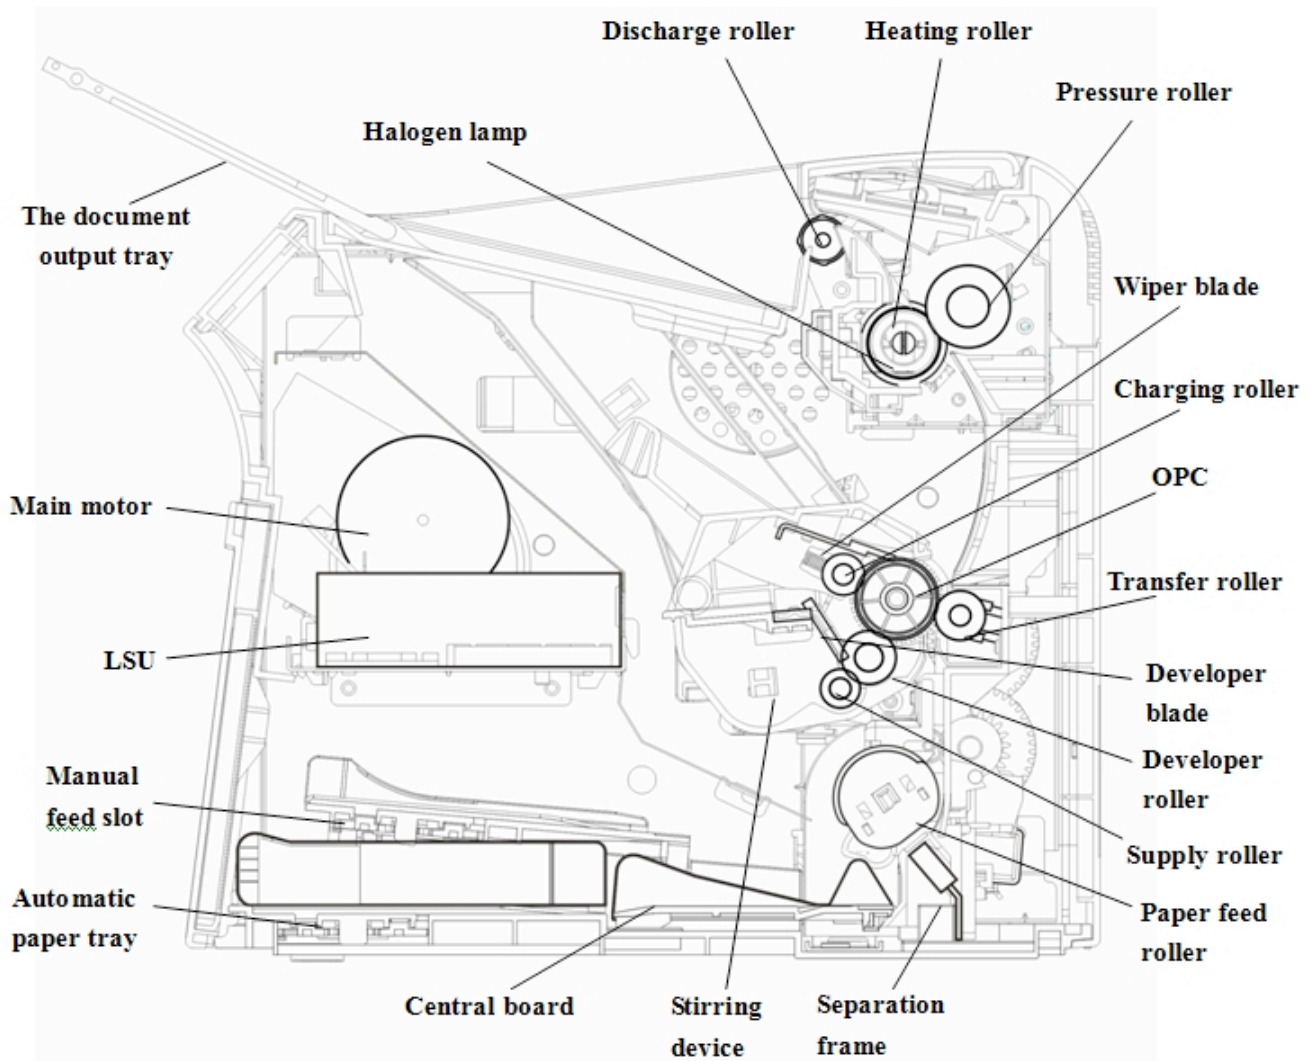 Discharge roller
Heating roller
Pressure roller
Halogen lamp
The document
output tray
Wiper blade
Charging roller
OPC
Main motor
Transfer roller
LSU
Developer
blade
Manual
feed slot
Developer
roller
Supply roller
Automatic
paper tray
Paper feed
roller
Central board
Stirring
device
Separation
frame